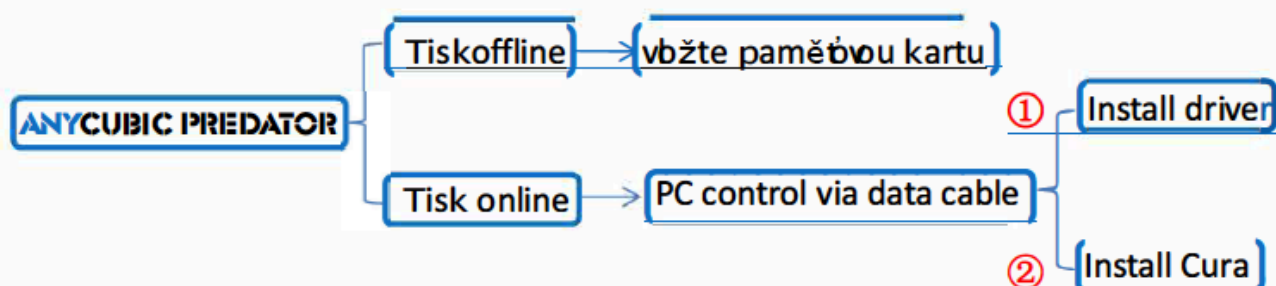 Tiskoffline
vložte paměťovou kartu
ANYCUBIC PREDATOR
① Install driver
Tisk online
PC control via data cable
② Install Cura